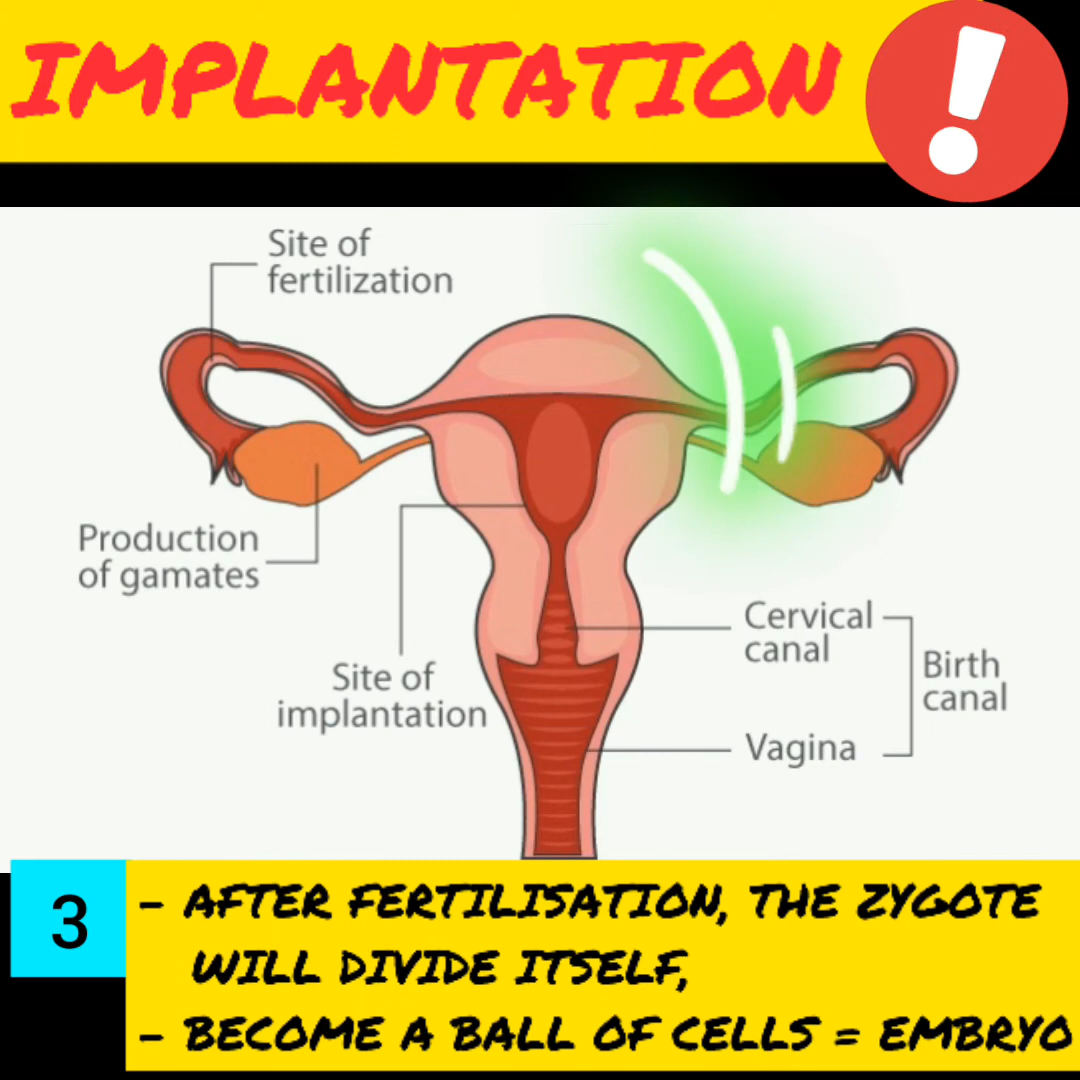 IMPLANTATION
Site of
fertilization
Production
of gamates
Site of
implantation
Cervical
canal
Birth
canal
Vagina
3
- AFTER FERTILISATION, THE ZYGOTE
WILL DIVIDE ITSELF,
- BECOME A BALL OF CELLS = EMBRYO